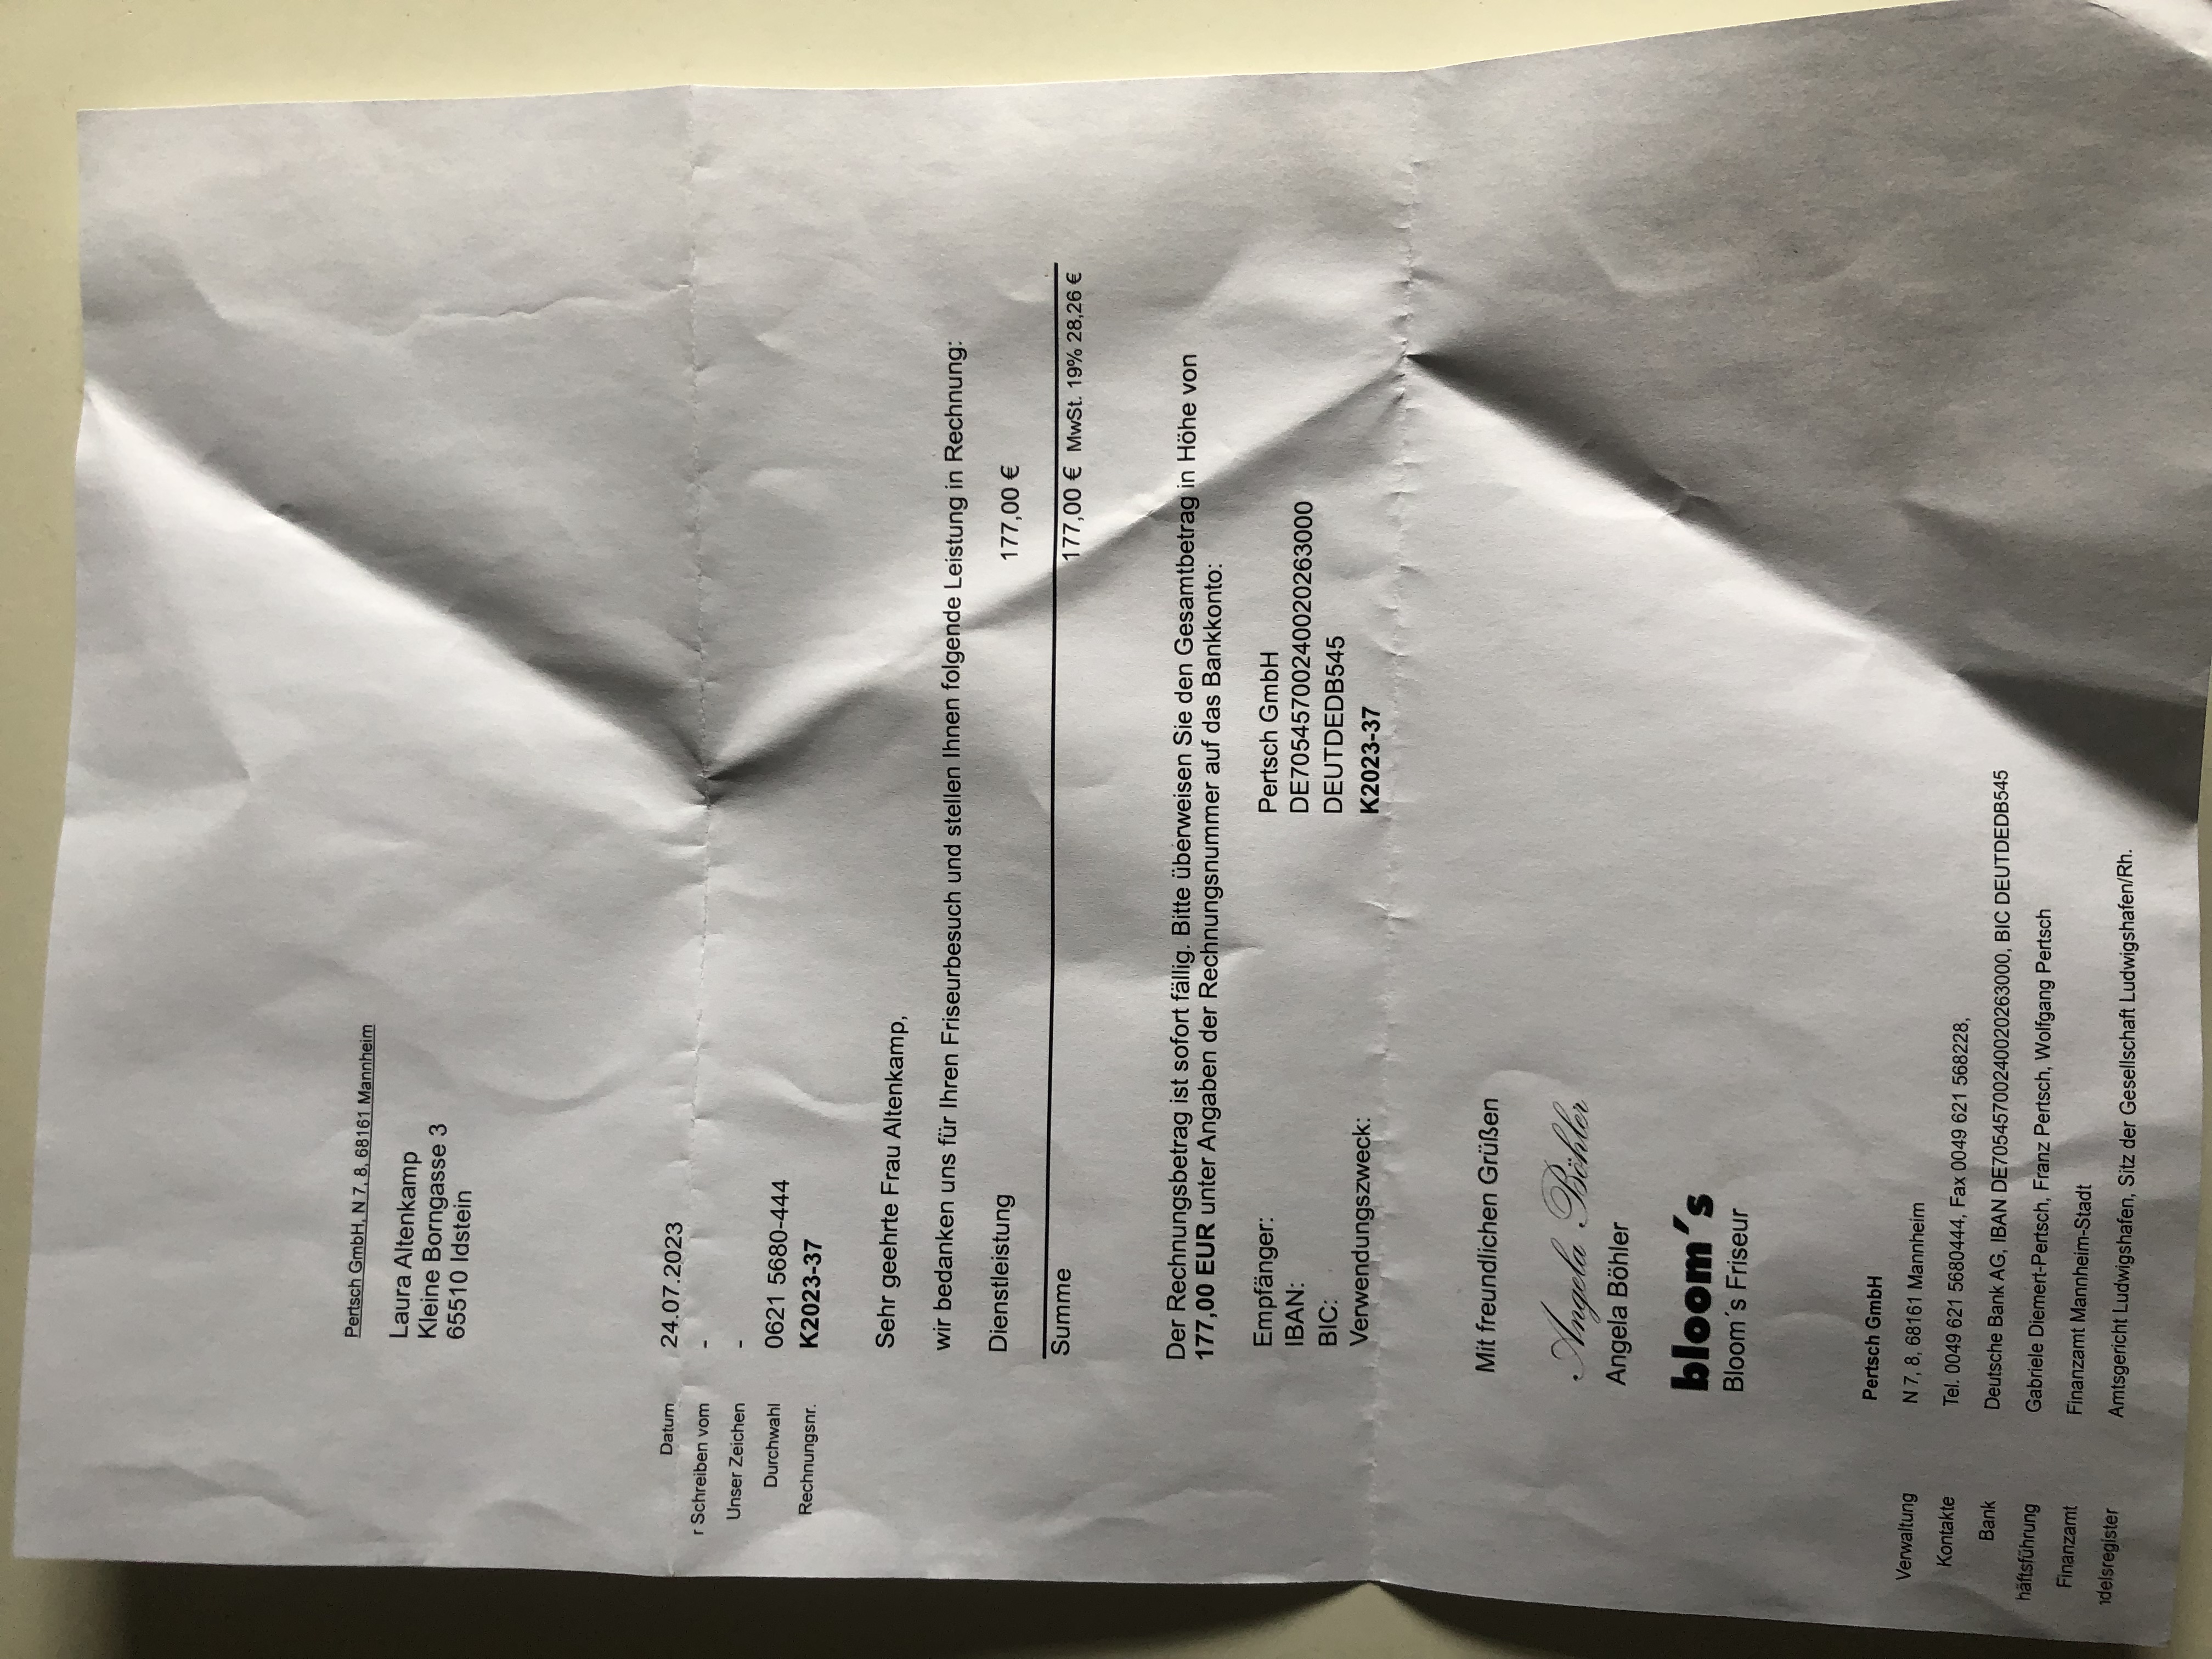 Pertsch GmbH, N 7, 8, 68161 Mannheim
Laura Altenkamp
Kleine Borngasse 3
65510 Idstein
Datum 24.07.2023
r Schreiben vom -
Unser Zeichen -
Durchwahl 0621 5680-444
Rechnungsnr. K2023-37
Sehr geehrte Frau Altenkamp,
wir bedanken uns für Ihren Friseurbesuch und stellen Ihnen folgende Leistung in Rechnung:
Dienstleistung 177,00 €
Summe 177,00 € MwSt. 19% 28,26 €
Der Rechnungsbetrag ist sofort fällig. Bitte überweisen Sie den Gesamtbetrag in Höhe von
177,00 EUR unter Angaben der Rechnungsnummer auf das Bankkonto:
Empfänger: Pertsch GmbH
IBAN: DE70545700240020263000
BIC: DEUTDEDB545
Verwendungszweck: K2023-37
Mit freundlichen Grüßen
Angela Böhler
Angela Böhler
bloom´s
Bloom´s Friseur
Pertsch GmbH
Verwaltung N 7, 8, 68161 Mannheim
Kontakte Tel. 0049 621 5680444, Fax 0049 621 568228,
Bank Deutsche Bank AG, IBAN DE70545700240020263000, BIC DEUTDEDB545
häftsführung Gabriele Diemert-Pertsch, Franz Pertsch, Wolfgang Pertsch
Finanzamt Finanzamt Mannheim-Stadt
delsregister Amtsgericht Ludwigshafen, Sitz der Gesellschaft Ludwigshafen/Rh.